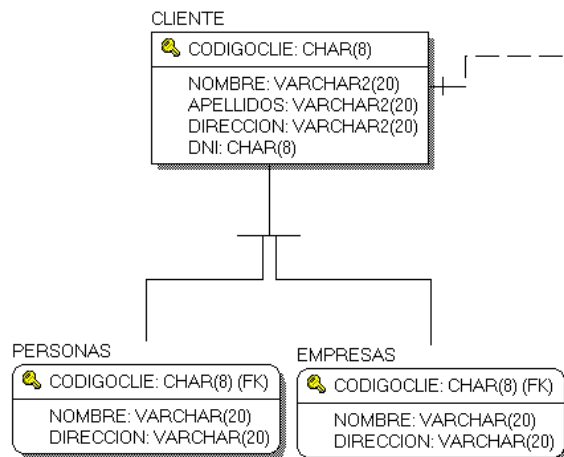 CLIENTE
CODIGOCLIE: CHAR(8)
NOMBRE: VARCHAR2(20)
APELLIDOS: VARCHAR2(20)
DIRECCION: VARCHAR2(20)
DNI: CHAR(8)
PERSONAS
CODIGOCLIE: CHAR(8) (FK)
NOMBRE: VARCHAR(20)
DIRECCION: VARCHAR(20)
EMPRESAS
CODIGOCLIE: CHAR(8) (FK)
NOMBRE: VARCHAR(20)
DIRECCION: VARCHAR(20)